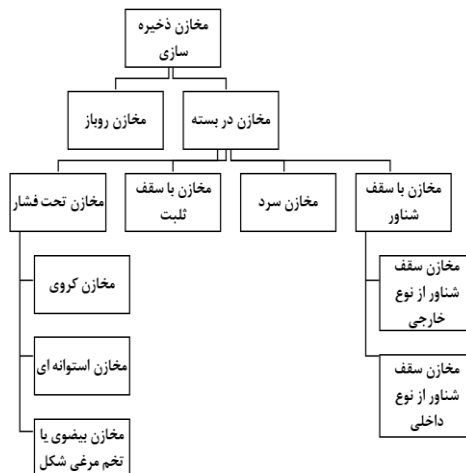 مخازن ذخیره
سازی
مخازن در بسته
مخازن روباز
مخازن با سقف
شناور
مخازن سرد
مخازن با سقف
ثلبت
مخازن تحت فشار
مخازن سقف
شناور از نوع
خارجی
مخازن سقف
شناور از نوع
داخلی
مخازن کروی
مخازن استوانه ای
مخازن بیضوی یا
تخم مرغی شکل